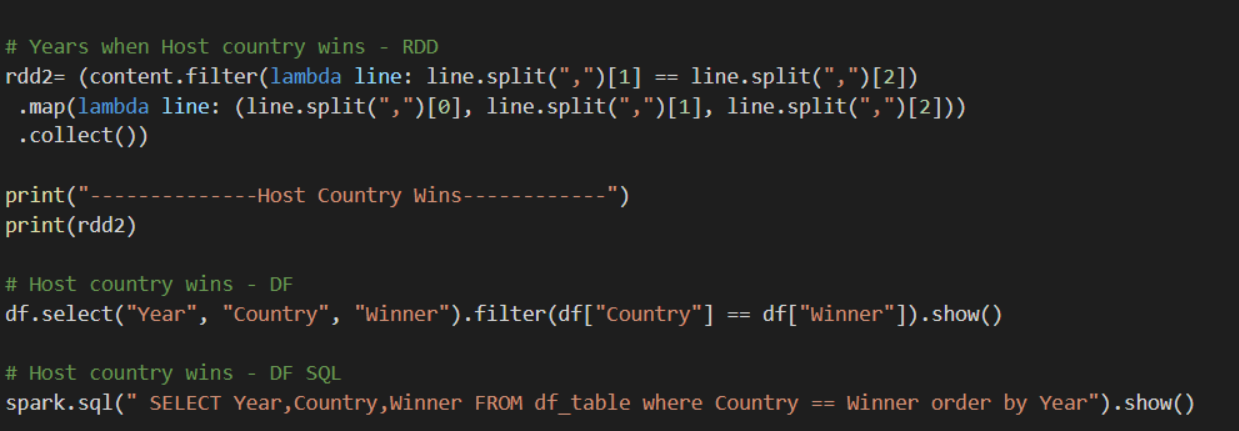 # Years when Host country wins - RDD
rdd2= (content.filter(lambda line: line.split(",")[1] == line.split(",")[2])
 .map(lambda line: (line.split(",")[0], line.split(",")[1], line.split(",")[2]))
 .collect())
print("--------------Host Country Wins------------")
print(rdd2)
# Host country wins - DF
df.select("Year", "Country", "Winner").filter(df["Country"] == df["Winner"]).show()
# Host country wins - DF SQL
spark.sql(" SELECT Year,Country,Winner FROM df_table where Country == Winner order by Year").show()